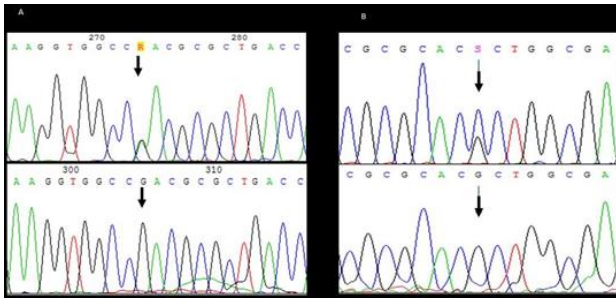 A
270 280
A A G G T G G C C R A C G C G C T G A C C
300 310
A A G G T G G C C G A C G C G C T G A C C
B
C G C G C A C S C T G G C G A
C G C G C A C G C T G G C G A